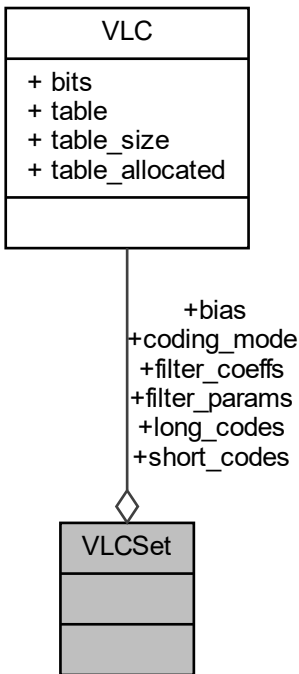 VLC
+ bits
+ table
+ table_size
+ table_allocated
+bias
+coding_mode
+filter_coeffs
+filter_params
+long_codes
+short_codes
VLCSet